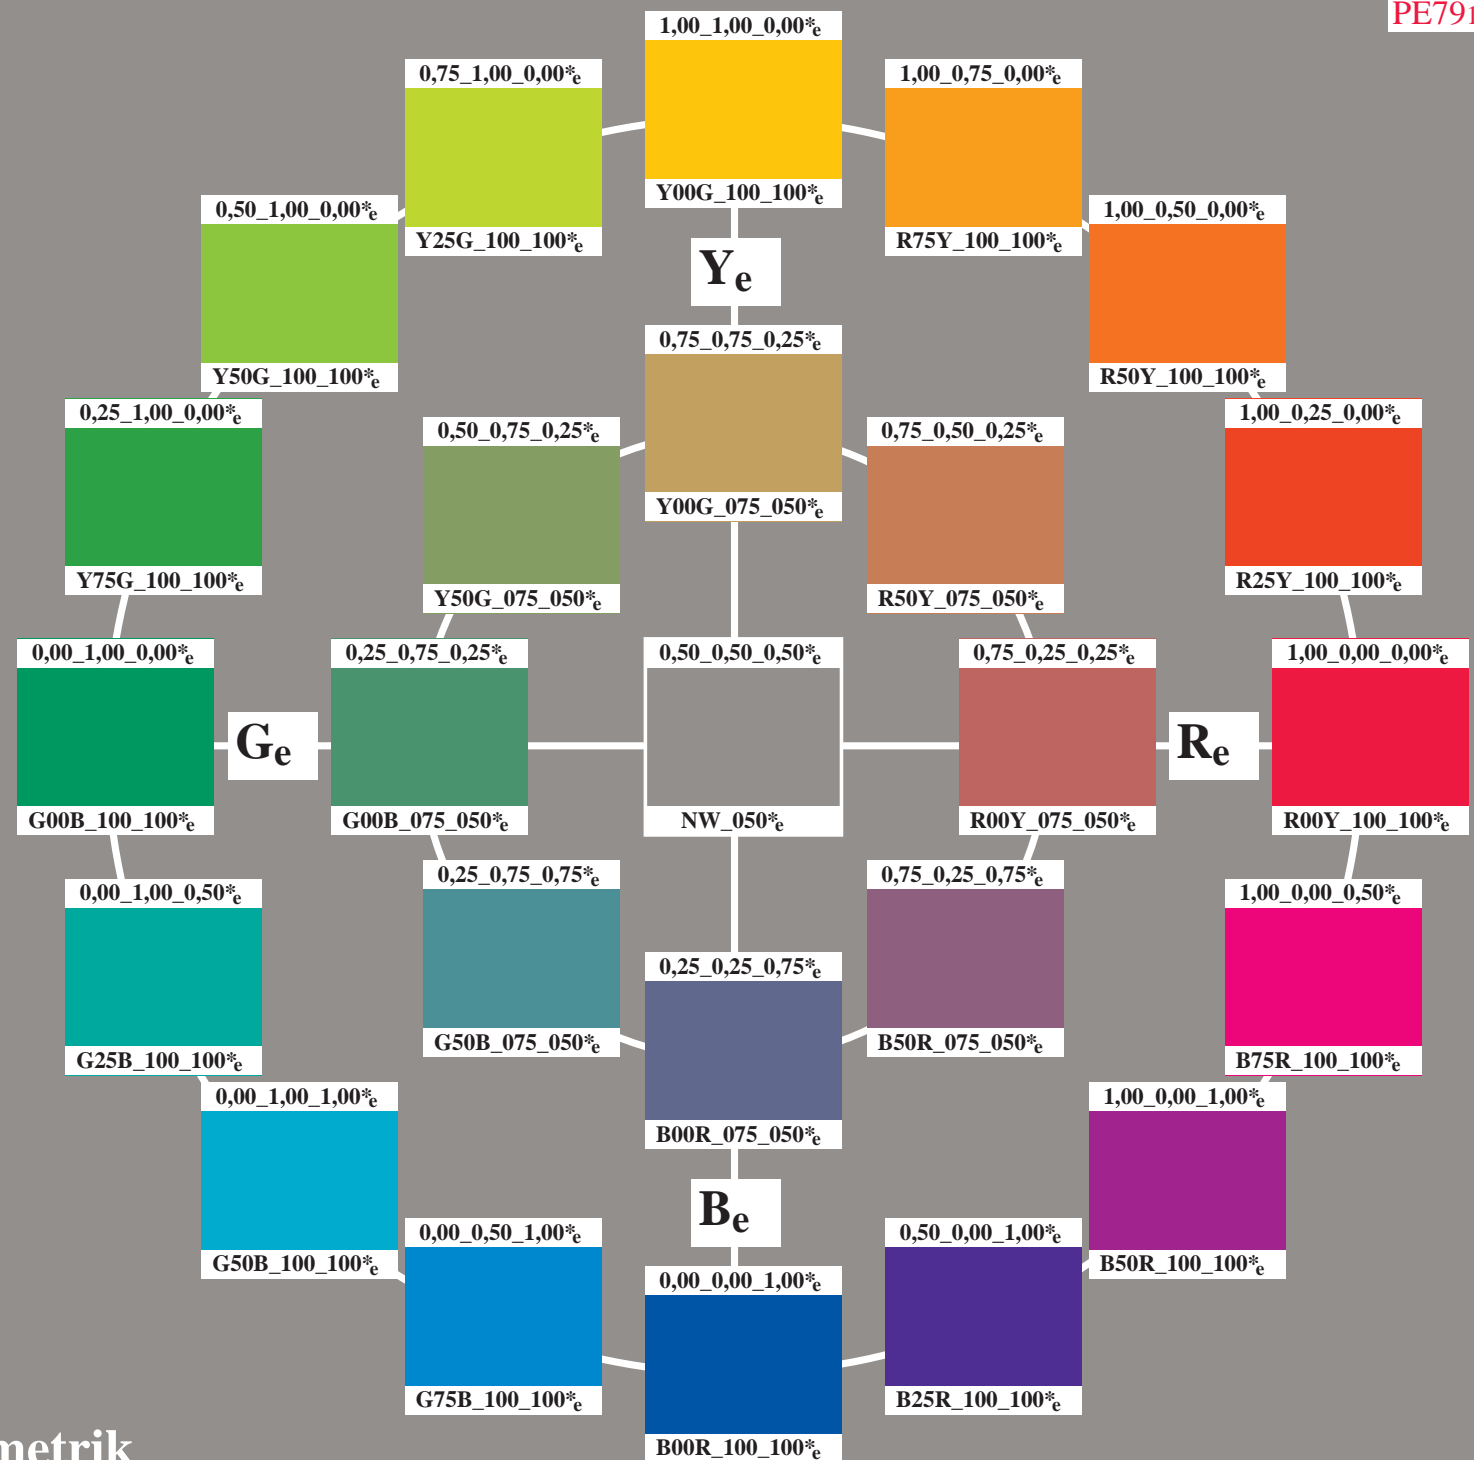 PE791
1,00_1,00_0,00*e
0,75_1,00_0,00*e
1,00_0,75_0,00*e
Y00G_100_100*e
0,50_1,00_0,00*e
1,00_0,50_0,00*e
Y25G_100_100*e
R75Y_100_100*e
Ye
0,75_0,75_0,25*e
Y50G_100_100*e
R50Y_100_100*e
0,25_1,00_0,00*e
1,00_0,25_0,00*e
0,50_0,75_0,25*e
0,75_0,50_0,25*e
Y00G_075_050*e
Y75G_100_100*e
R25Y_100_100*e
Y50G_075_050*e
R50Y_075_050*e
0,00_1,00_0,00*e
0,25_0,75_0,25*e
0,50_0,50_0,50*e
0,75_0,25_0,25*e
1,00_0,00_0,00*e
Ge
Re
G00B_100_100*e
G00B_075_050*e
NW_050*e
R00Y_075_050*e
R00Y_100_100*e
0,25_0,75_0,75*e
0,75_0,25_0,75*e
0,00_1,00_0,50*e
1,00_0,00_0,50*e
0,25_0,25_0,75*e
G50B_075_050*e
B50R_075_050*e
G25B_100_100*e
B75R_100_100*e
0,00_1,00_1,00*e
1,00_0,00_1,00*e
B00R_075_050*e
Be
0,00_0,50_1,00*e
0,50_0,00_1,00*e
G50B_100_100*e
B50R_100_100*e
0,00_0,00_1,00*e
G75B_100_100*e
B25R_100_100*e
metrik
B00R_100_100*e